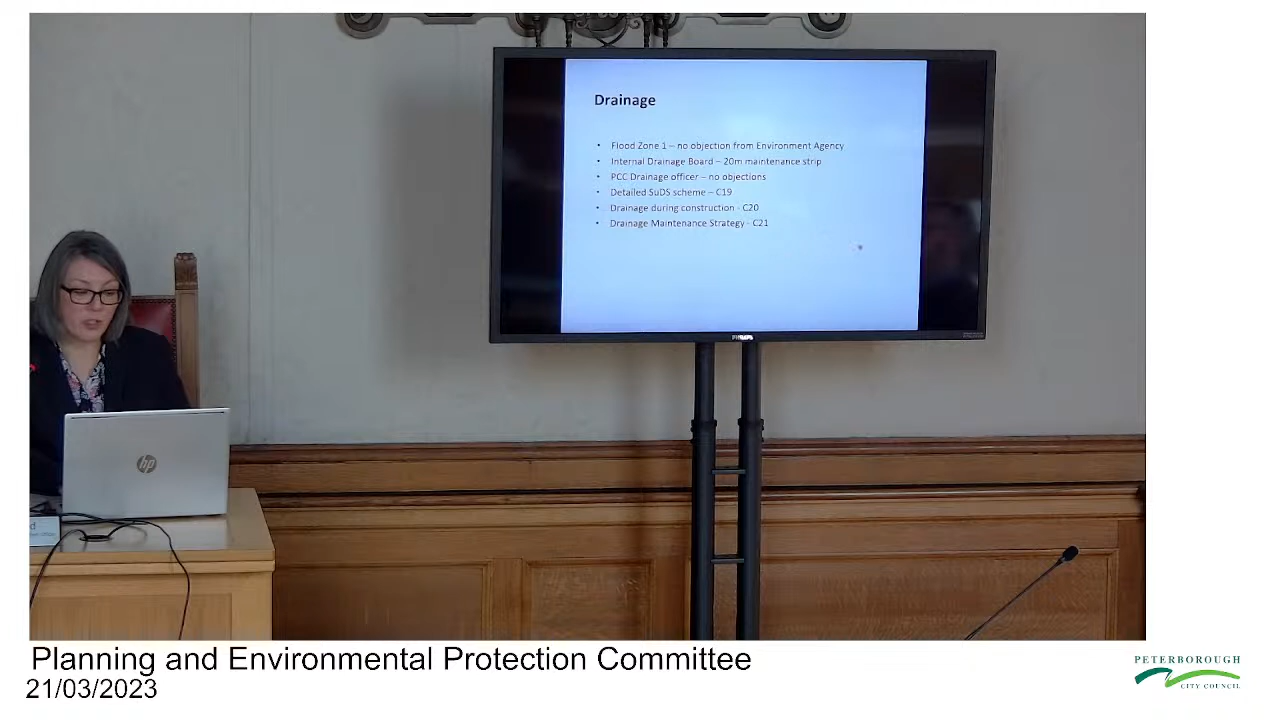 Drainage
• Flood Zone 1 – no objection from Environment Agency
• Internal Drainage Board – 20m maintenance strip
• PCC Drainage officer – no objections
• Detailed SuDS scheme – C19
• Drainage during construction - C20
• Drainage Maintenance Strategy - C21
PHILIPS
hp
d
Planning and Environmental Protection Committee
21/03/2023
PETERBOROUGH
CITY COUNCIL